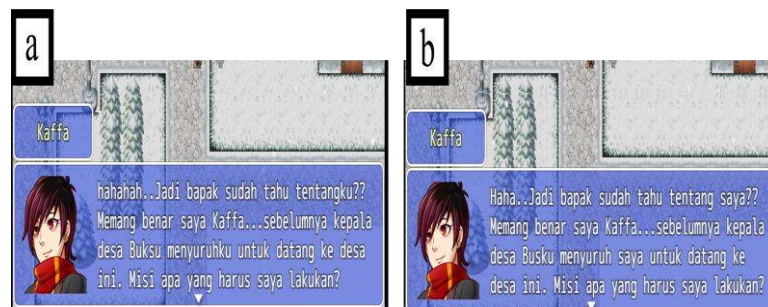 a
Kaffa
hahahah..Jadi bapak sudah tahu tentangku??
Memang benar saya Kaffa...sebelumnya kepala
desa Buksu menyuruhku untuk datang ke desa
ini. Misi apa yang harus saya lakukan?
b
Kaffa
Haha..Jadi bapak sudah tahu tentang saya??
Memang benar saya Kaffa...sebelumnya kepala
desa Busku menyuruh saya untuk datang ke
desa ini. Misi apa yang harus saya lakukan?